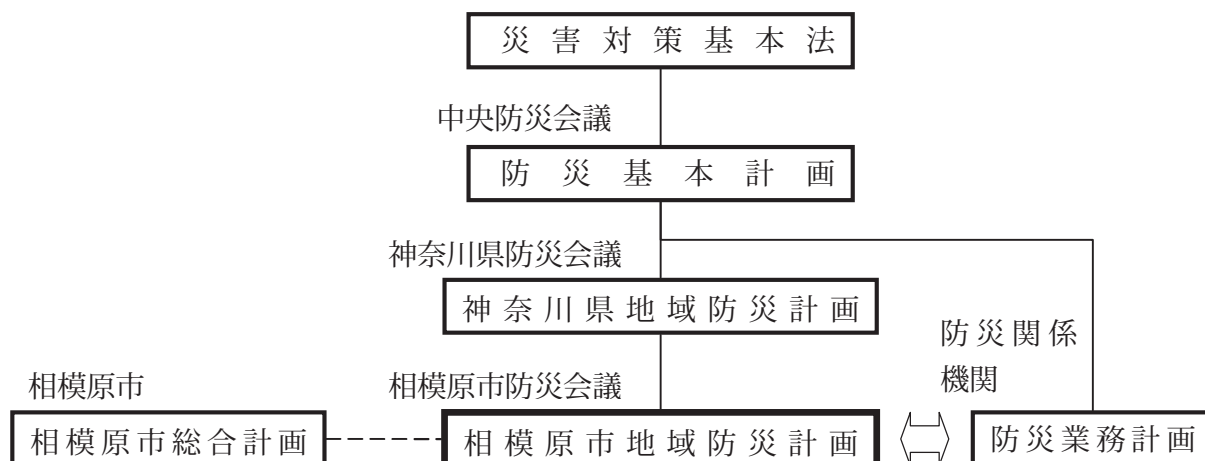 災害対策基本法
中央防災会議
防災基本計画
神奈川県防災会議
神奈川県地域防災計画
防災関係
機関
相模原市
相模原市防災会議
相模原市総合計画
相模原市地域防災計画
防災業務計画